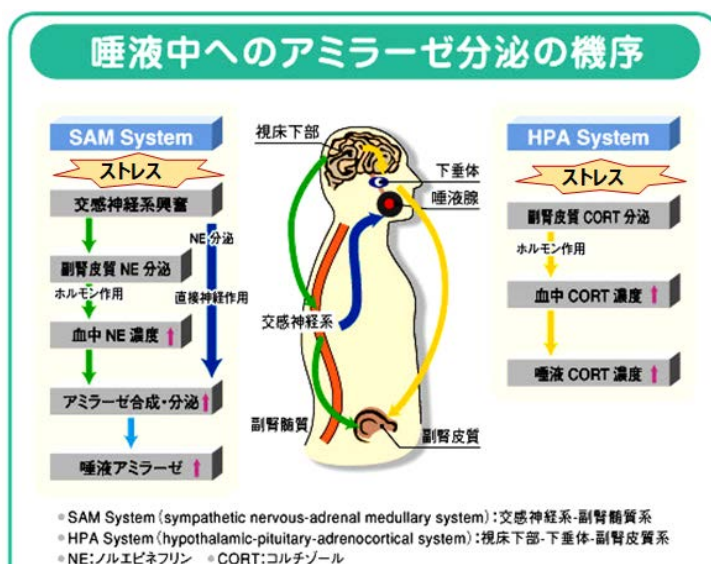 唾液中へのアミラーゼ分泌の機序
SAM System
ストレス
交感神経系興奮
NE 分泌
副腎皮質 NE 分泌
ホルモン作用
直接神経作用
血中 NE 濃度 ↑
アミラーゼ合成・分泌 ↑
唾液アミラーゼ ↑
視床下部
下垂体
唾液腺
交感神経系
副腎髄質
副腎皮質
HPA System
ストレス
副腎皮質 CORT 分泌
ホルモン作用
血中 CORT 濃度 ↑
唾液 CORT 濃度 ↑
●SAM System(sympathetic nervous-adrenal medullary system):交感神経系-副腎髄質系
●HPA System(hypothalamic-pituitary-adrenocortical system):視床下部-下垂体-副腎皮質系
●NE:ノルエピネフリン ●CORT:コルチゾール